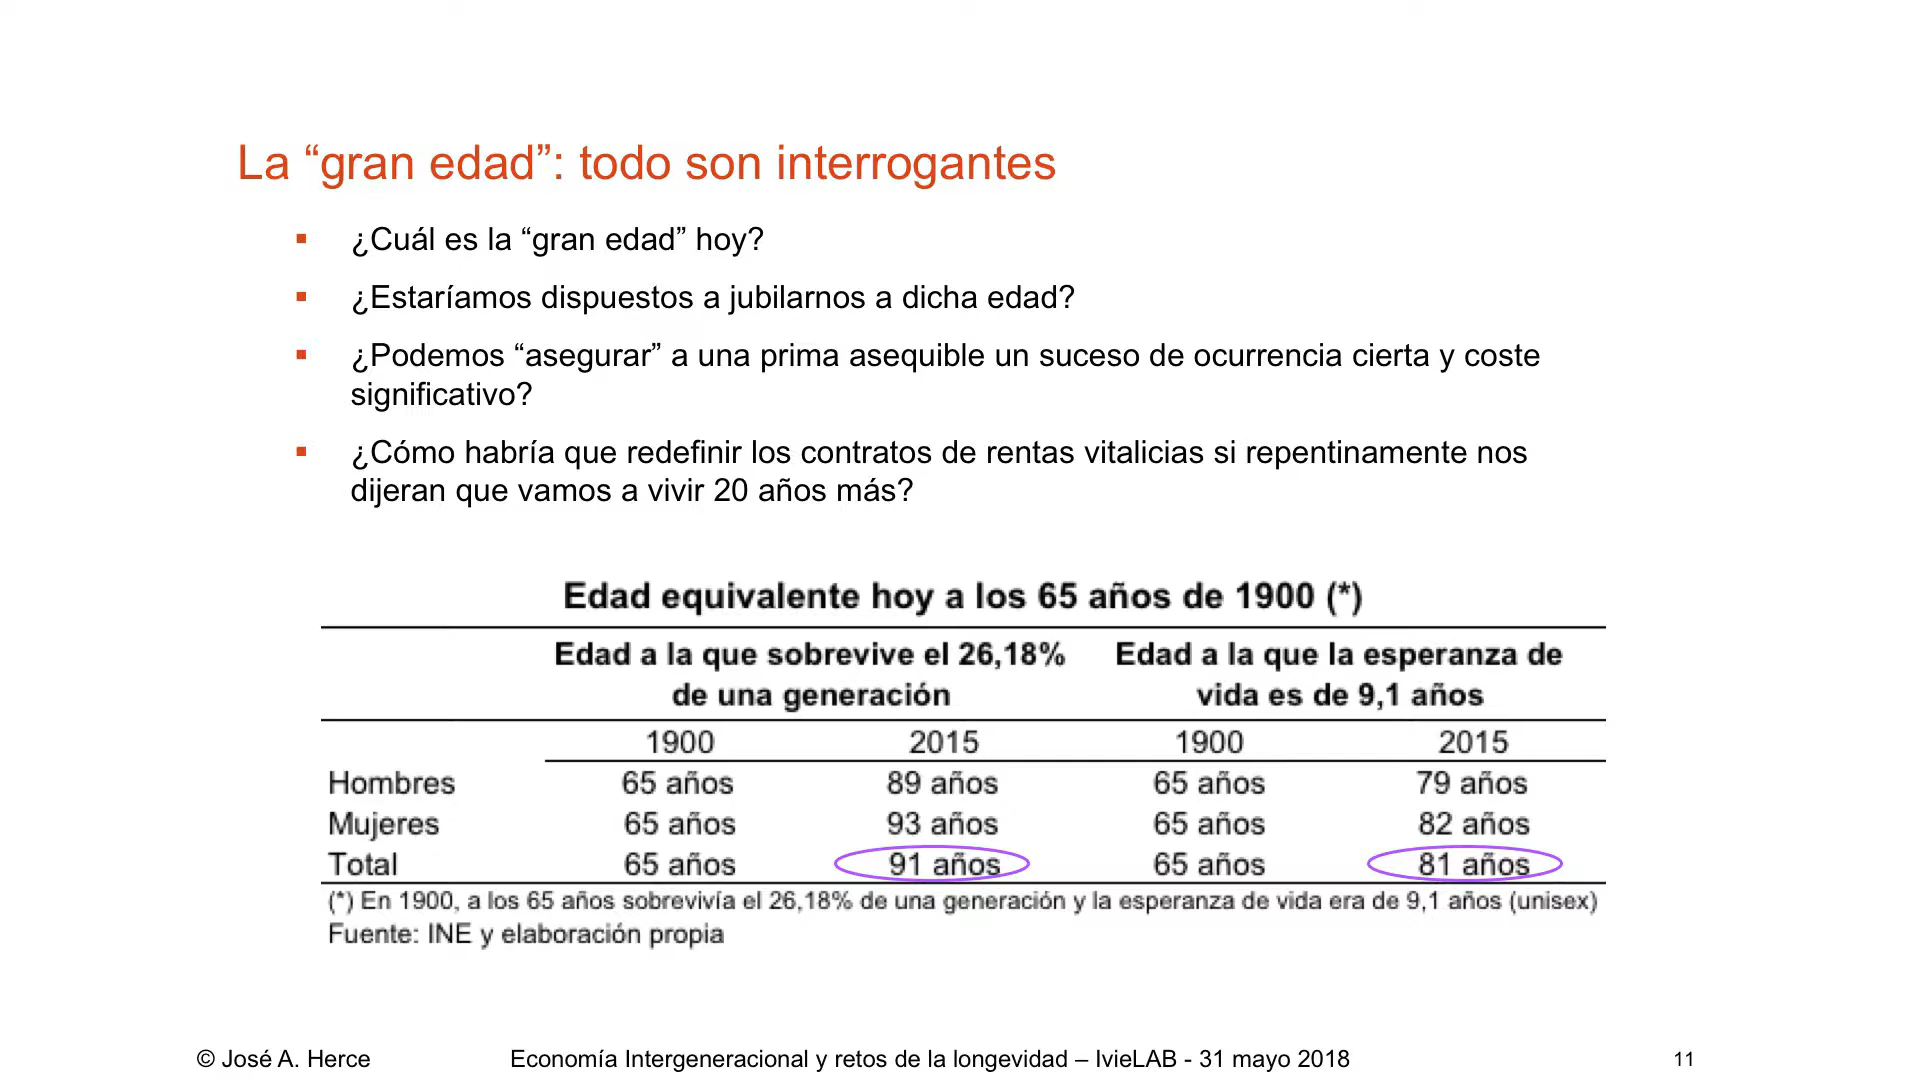 La “gran edad”: todo son interrogantes
¿Cuál es la “gran edad” hoy?
¿Estaríamos dispuestos a jubilarnos a dicha edad?
¿Podemos “asegurar” a una prima asequible un suceso de ocurrencia cierta y coste
significativo?
¿Cómo habría que redefinir los contratos de rentas vitalicias si repentinamente nos
dijeran que vamos a vivir 20 años más?
Edad equivalente hoy a los 65 años de 1900 (*)
Edad a la que sobrevive el 26,18% Edad a la que la esperanza de
de una generación vida es de 9,1 años
1900 2015 1900 2015
Hombres 65 años 89 años 65 años 79 años
Mujeres 65 años 93 años 65 años 82 años
Total 65 años 91 años 65 años 81 años
(*) En 1900, a los 65 años sobrevivía el 26,18% de una generación y la esperanza de vida era de 9,1 años (unisex)
Fuente: INE y elaboración propia
© José A. Herce Economía Intergeneracional y retos de la longevidad – IvieLAB - 31 mayo 2018 11